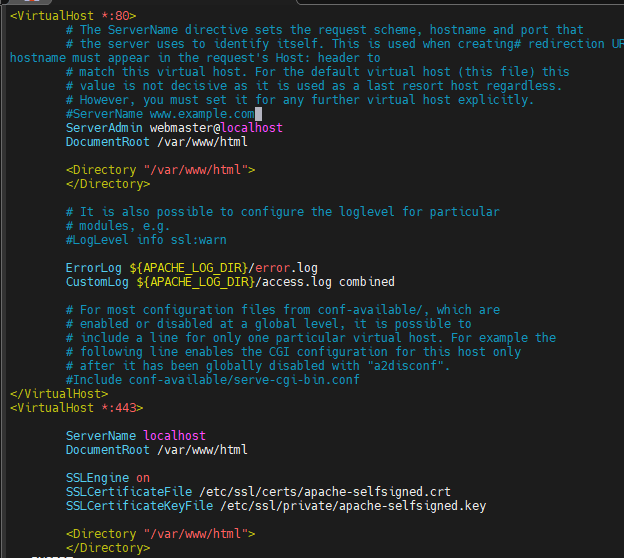 <VirtualHost *:80>
# The ServerName directive sets the request scheme, hostname and port that
# the server uses to identify itself. This is used when creating# redirection UR
hostname must appear in the request's Host: header to
# match this virtual host. For the default virtual host (this file) this
# value is not decisive as it is used as a last resort host regardless.
# However, you must set it for any further virtual host explicitly.
#ServerName www.example.com
ServerAdmin webmaster@localhost
DocumentRoot /var/www/html
<Directory "/var/www/html">
</Directory>
# It is also possible to configure the loglevel for particular
# modules, e.g.
#LogLevel info ssl:warn
ErrorLog ${APACHE_LOG_DIR}/error.log
CustomLog ${APACHE_LOG_DIR}/access.log combined
# For most configuration files from conf-available/, which are
# enabled or disabled at a global level, it is possible to
# include a line for only one particular virtual host. For example the
# following line enables the CGI configuration for this host only
# after it has been globally disabled with "a2disconf".
#Include conf-available/serve-cgi-bin.conf
</VirtualHost>
<VirtualHost *:443>
ServerName localhost
DocumentRoot /var/www/html
SSLEngine on
SSLCertificateFile /etc/ssl/certs/apache-selfsigned.crt
SSLCertificateKeyFile /etc/ssl/private/apache-selfsigned.key
<Directory "/var/www/html">
</Directory>